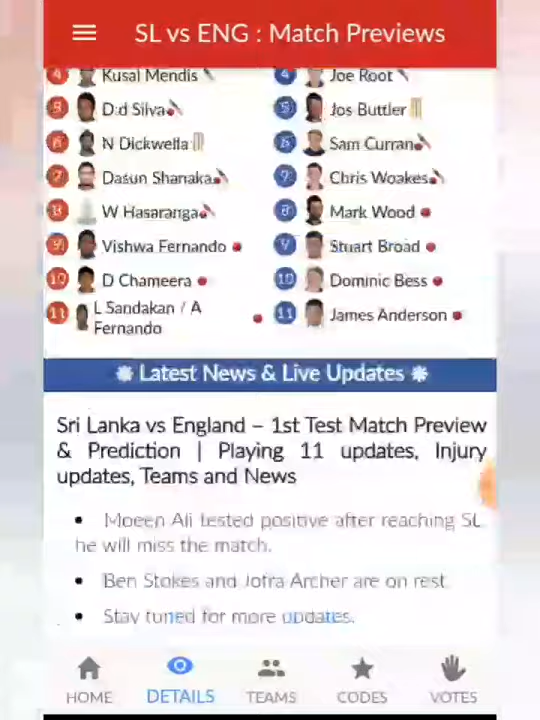 SL vs ENG : Match Previews
4 Kusal Mendis 4 Joe Root
5 D:d Silva 5 Jos Buttler
6 N Dickwella 6 Sam Curran
7 Dasun Shanaka 7 Chris Woakes
8 W Hasaranga 8 Mark Wood
9 Vishwa Fernando 9 Stuart Broad
10 D Chameera 10 Dominic Bess
11 L Sandakan / A Fernando 11 James Anderson
Latest News & Live Updates
Sri Lanka vs England – 1st Test Match Preview
& Prediction | Playing 11 updates, Injury
updates, Teams and News
• Moeen Ali tested positive after reaching SL
he will miss the match.
• Ben Stokes and Jofra Archer are on rest
• Stay tuned for more updates.
HOME DETAILS TEAMS CODES VOTES